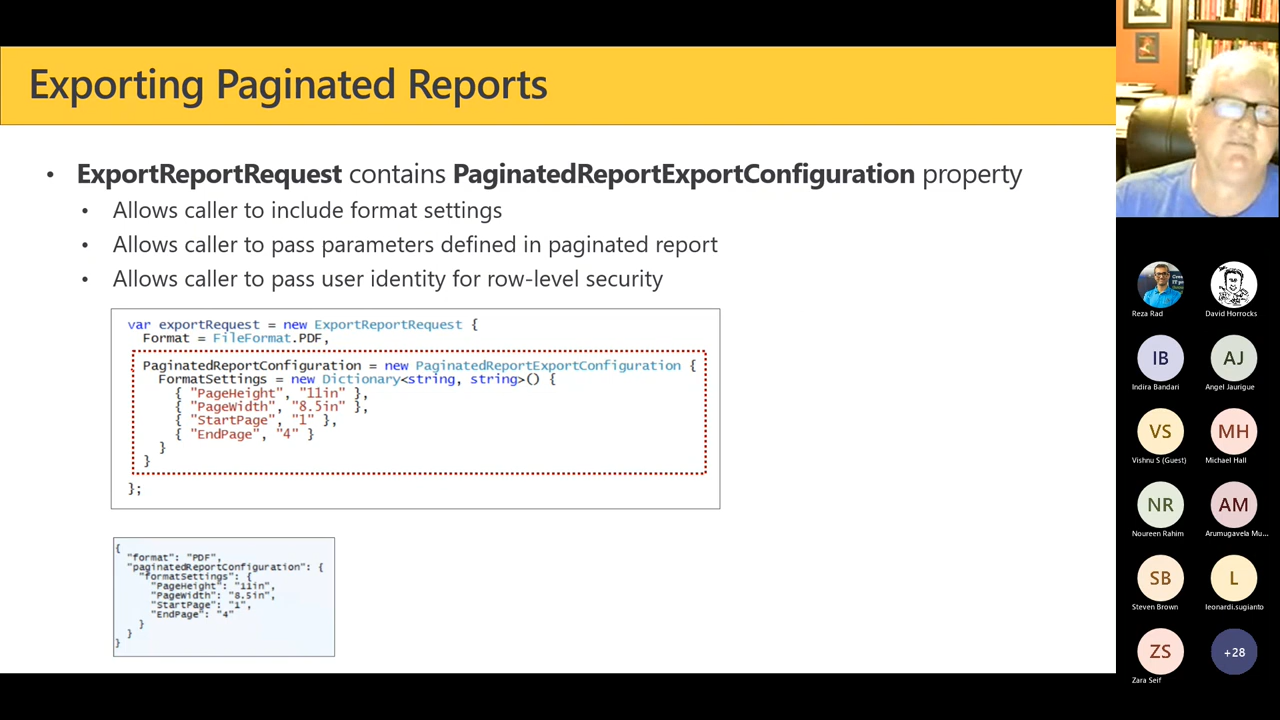 Exporting Paginated Reports
• ExportReportRequest contains PaginatedReportExportConfiguration property
• Allows caller to include format settings
• Allows caller to pass parameters defined in paginated report
• Allows caller to pass user identity for row-level security
var exportRequest = new ExportReportRequest {
Format = FileFormat.PDF,
PaginatedReportConfiguration = new PaginatedReportExportConfiguration {
FormatSettings = new Dictionary<string, string>() {
{ "PageHeight", "11in" },
{ "PageWidth", "8.5in" },
{ "StartPage", "1" },
{ "EndPage", "4" }
}
}
};
{
"format": "PDF",
"paginatedReportConfiguration": {
"formatSettings": {
"PageHeight": "11in",
"PageWidth": "8.5in",
"StartPage": "1",
"EndPage": "4"
}
}
}
Reza Rad
David Horrocks
IB
AJ
Indira Bandari
Angel Jaurigue
VS
MH
Vishnu S (Guest)
Michael Hall
NR
AM
Noureen Rahim
Arumugavela Mu...
SB
L
Steven Brown
leonardi.sugianto
ZS
+28
Zara Seif